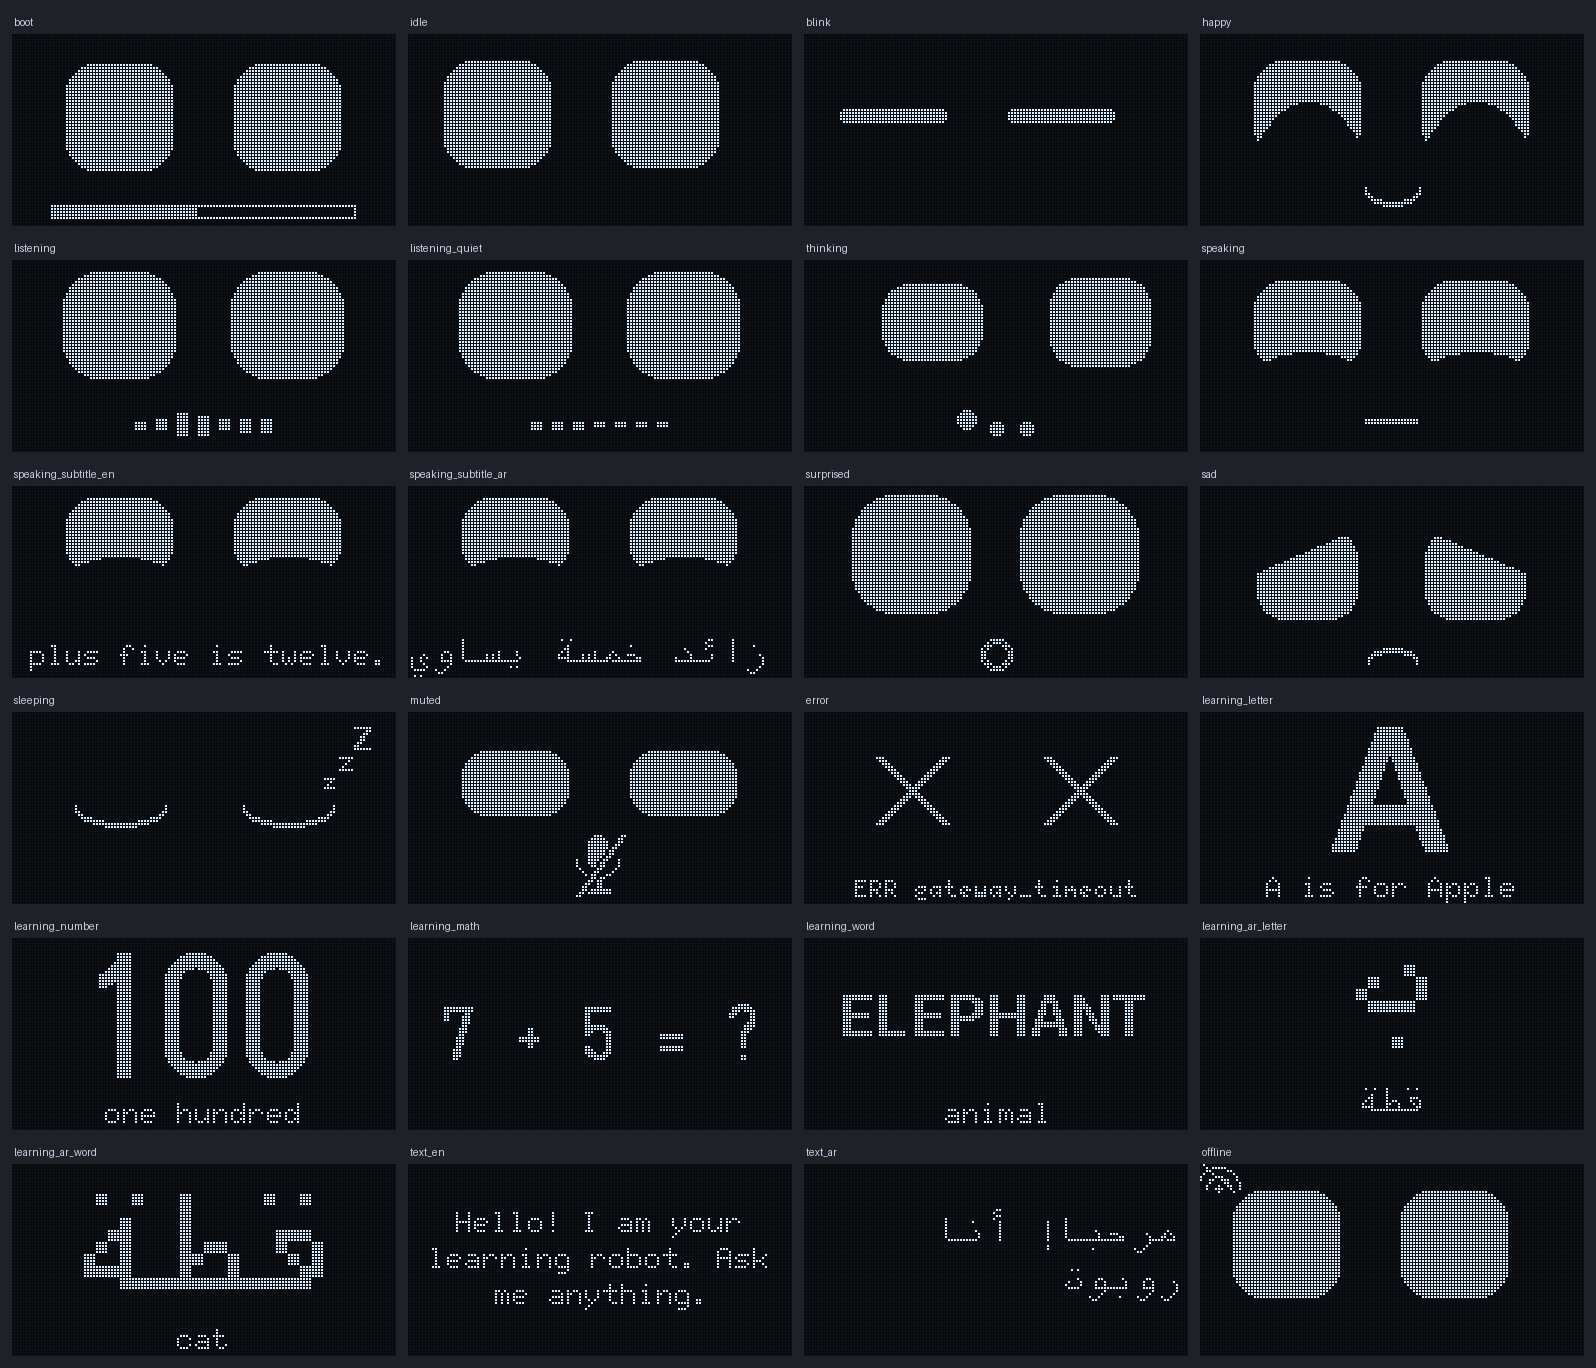 boot
idle
blink
happy
listening
listening_quiet
thinking
speaking
speaking_subtitle_en
plus five is twelve.
speaking_subtitle_ar
زائد خمسة يساوي
surprised
sad
sleeping
z z Z
muted
error
ERR gateway_timeout
learning_letter
A
A is for Apple
learning_number
100
one hundred
learning_math
7 + 5 = ?
learning_word
ELEPHANT
animal
learning_ar_letter
ب
قطة
learning_ar_word
قطة
cat
text_en
Hello! I am your
learning robot. Ask
me anything.
text_ar
مرحبا! أنا
روبوت
offline